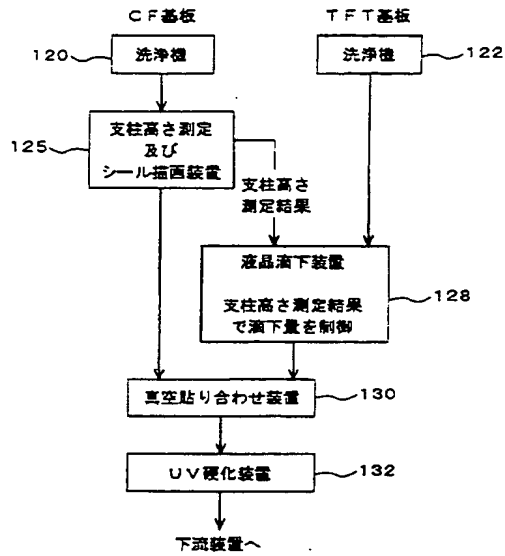 CF基板
TFT基板
120
洗浄機
洗浄機
122
125
支柱高さ測定
及び
シール描画装置
支柱高さ
測定結果
液晶滴下装置
支柱高さ測定結果
で滴下量を制御
128
真空貼り合わせ装置
130
UV硬化装置
132
下流装置へ